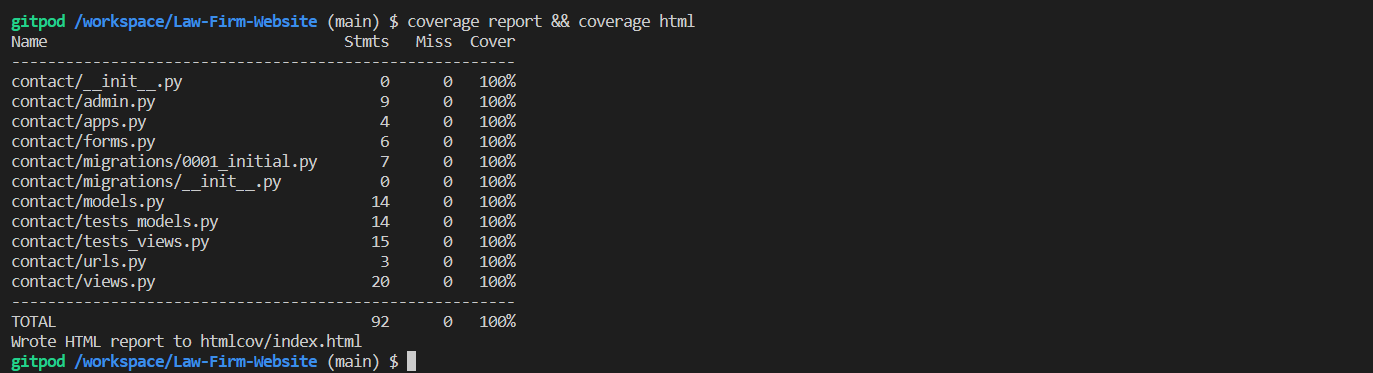 gitpod /workspace/Law-Firm-Website (main) $ coverage report && coverage html
Name                                 Stmts   Miss  Cover
--------------------------------------------------------
contact/__init__.py                      0      0   100%
contact/admin.py                         9      0   100%
contact/apps.py                          4      0   100%
contact/forms.py                         6      0   100%
contact/migrations/0001_initial.py       7      0   100%
contact/migrations/__init__.py           0      0   100%
contact/models.py                       14      0   100%
contact/tests_models.py                 14      0   100%
contact/tests_views.py                  15      0   100%
contact/urls.py                          3      0   100%
contact/views.py                        20      0   100%
--------------------------------------------------------
TOTAL                                   92      0   100%
Wrote HTML report to htmlcov/index.html
gitpod /workspace/Law-Firm-Website (main) $